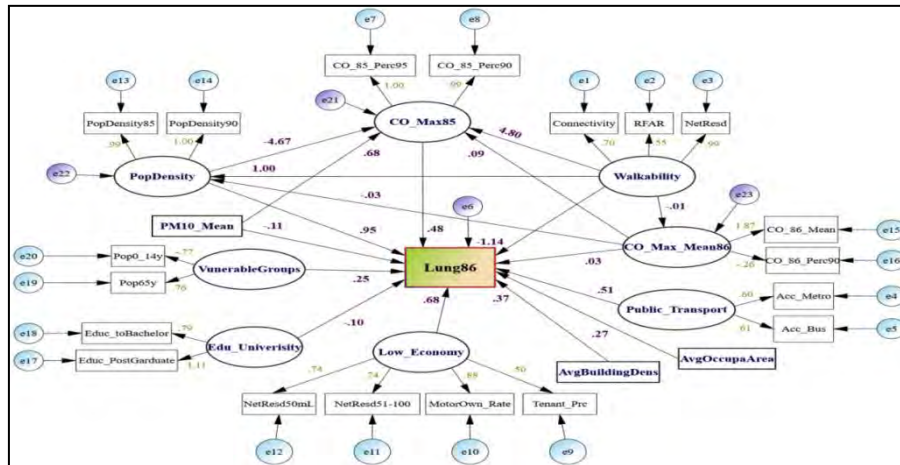 e7
e8
CO_85_Perc95
CO_85_Perc90
e13
e14
e21
1.00
.99
e1
e2
e3
PopDensity85
PopDensity90
CO_Max85
Connectivity
RFAR
NetResd
.99
1.00
-4.67
.68
4.80
.09
.70
.55
.99
e22
PopDensity
1.00
Walkability
-.03
-.01
e23
PM10_Mean
-.11
.95
.48
e6
-1.14
CO_Max_Mean86
1.87
CO_86_Mean
e15
e20
Pop0_14y
-.77
.03
-.26
CO_86_Perc90
e16
VunerableGroups
.25
Lung86
e19
Pop65y
.76
.68
.37
.51
Public_Transport
.60
Acc_Metro
e4
e18
Educ_toBachelor
.79
-.10
.27
.61
Acc_Bus
e5
Edu_Univerisity
Low_Economy
AvgOccupaArea
e17
Educ_PostGarduate
1.11
AvgBuildingDens
.74
.74
.88
.50
NetResd50mL
NetResd51-100
MotorOwn_Rate
Tenant_Prc
e12
e11
e10
e9